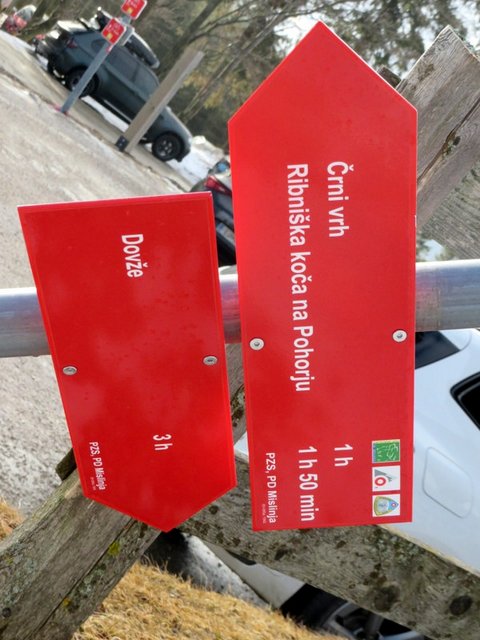 Črni vrh 1 h
Ribniška koča na Pohorju 1 h 50 min
PZS, PD Mislinja
Dovže
3 h
PZS, PD Mislinja